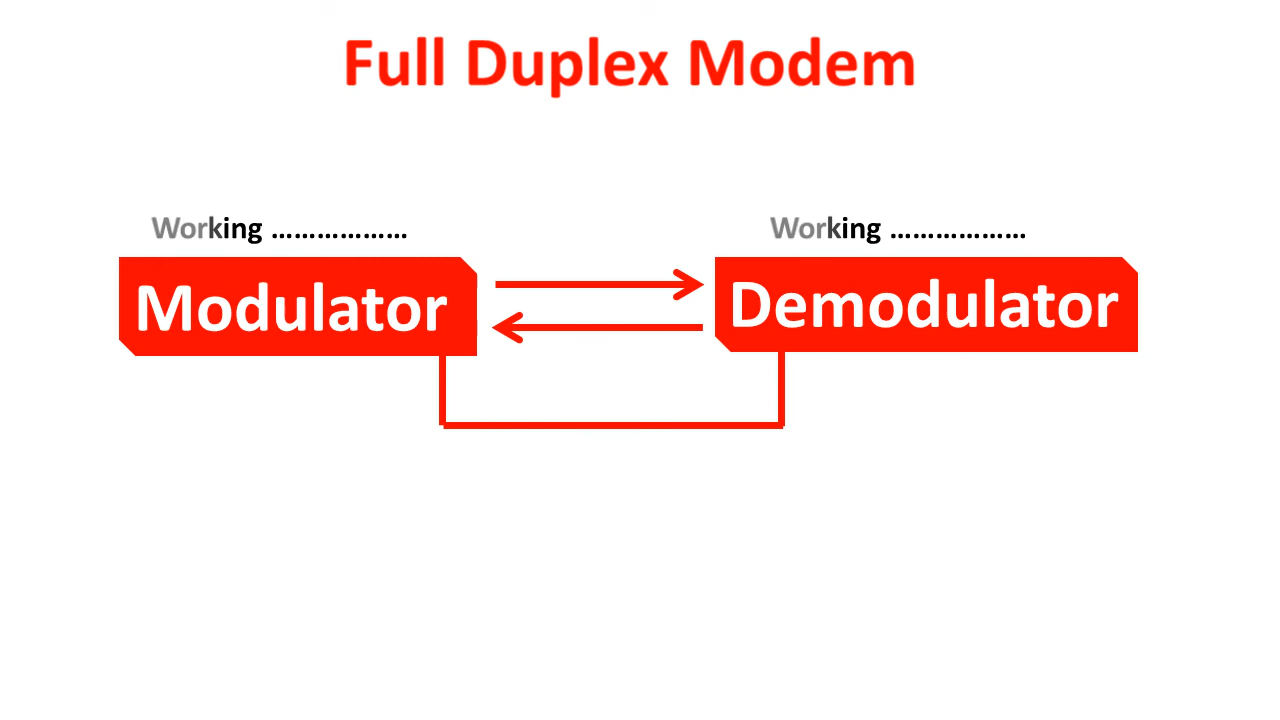 Full Duplex Modem
Working ………………
Working ………………
Modulator
Demodulator